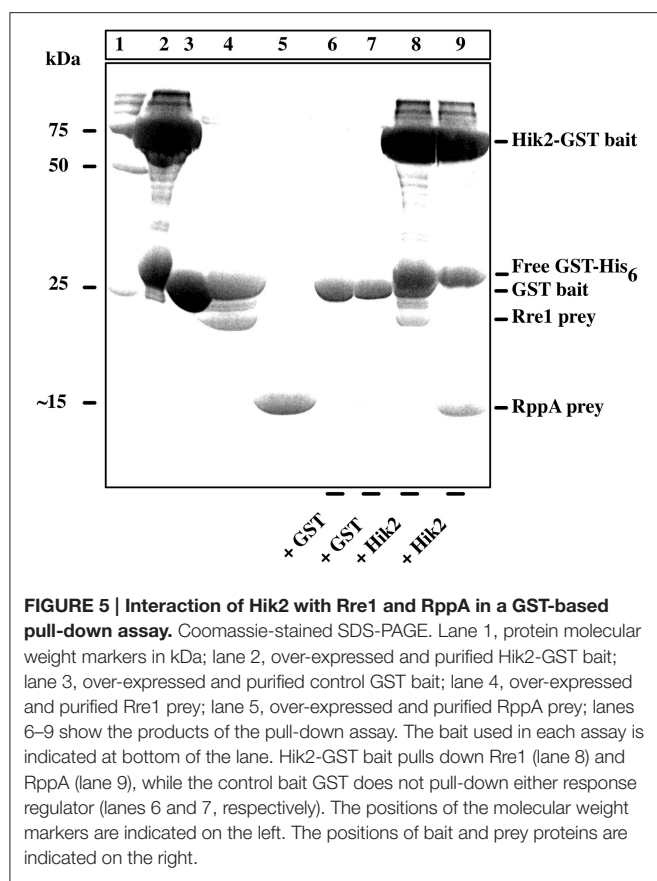 1 2 3 4 5 6 7 8 9
kDa
75
50
25
~15
Hik2-GST bait
Free GST-His6
GST bait
Rre1 prey
RppA prey
+ GST
+ GST
+ Hik2
+ Hik2
FIGURE 5 | Interaction of Hik2 with Rre1 and RppA in a GST-based
pull-down assay. Coomassie-stained SDS-PAGE. Lane 1, protein molecular
weight markers in kDa; lane 2, over-expressed and purified Hik2-GST bait;
lane 3, over-expressed and purified control GST bait; lane 4, over-expressed
and purified Rre1 prey; lane 5, over-expressed and purified RppA prey; lanes
6–9 show the products of the pull-down assay. The bait used in each assay is
indicated at bottom of the lane. Hik2-GST bait pulls down Rre1 (lane 8) and
RppA (lane 9), while the control bait GST does not pull-down either response
regulator (lanes 6 and 7, respectively). The positions of the molecular weight
markers are indicated on the left. The positions of bait and prey proteins are
indicated on the right.